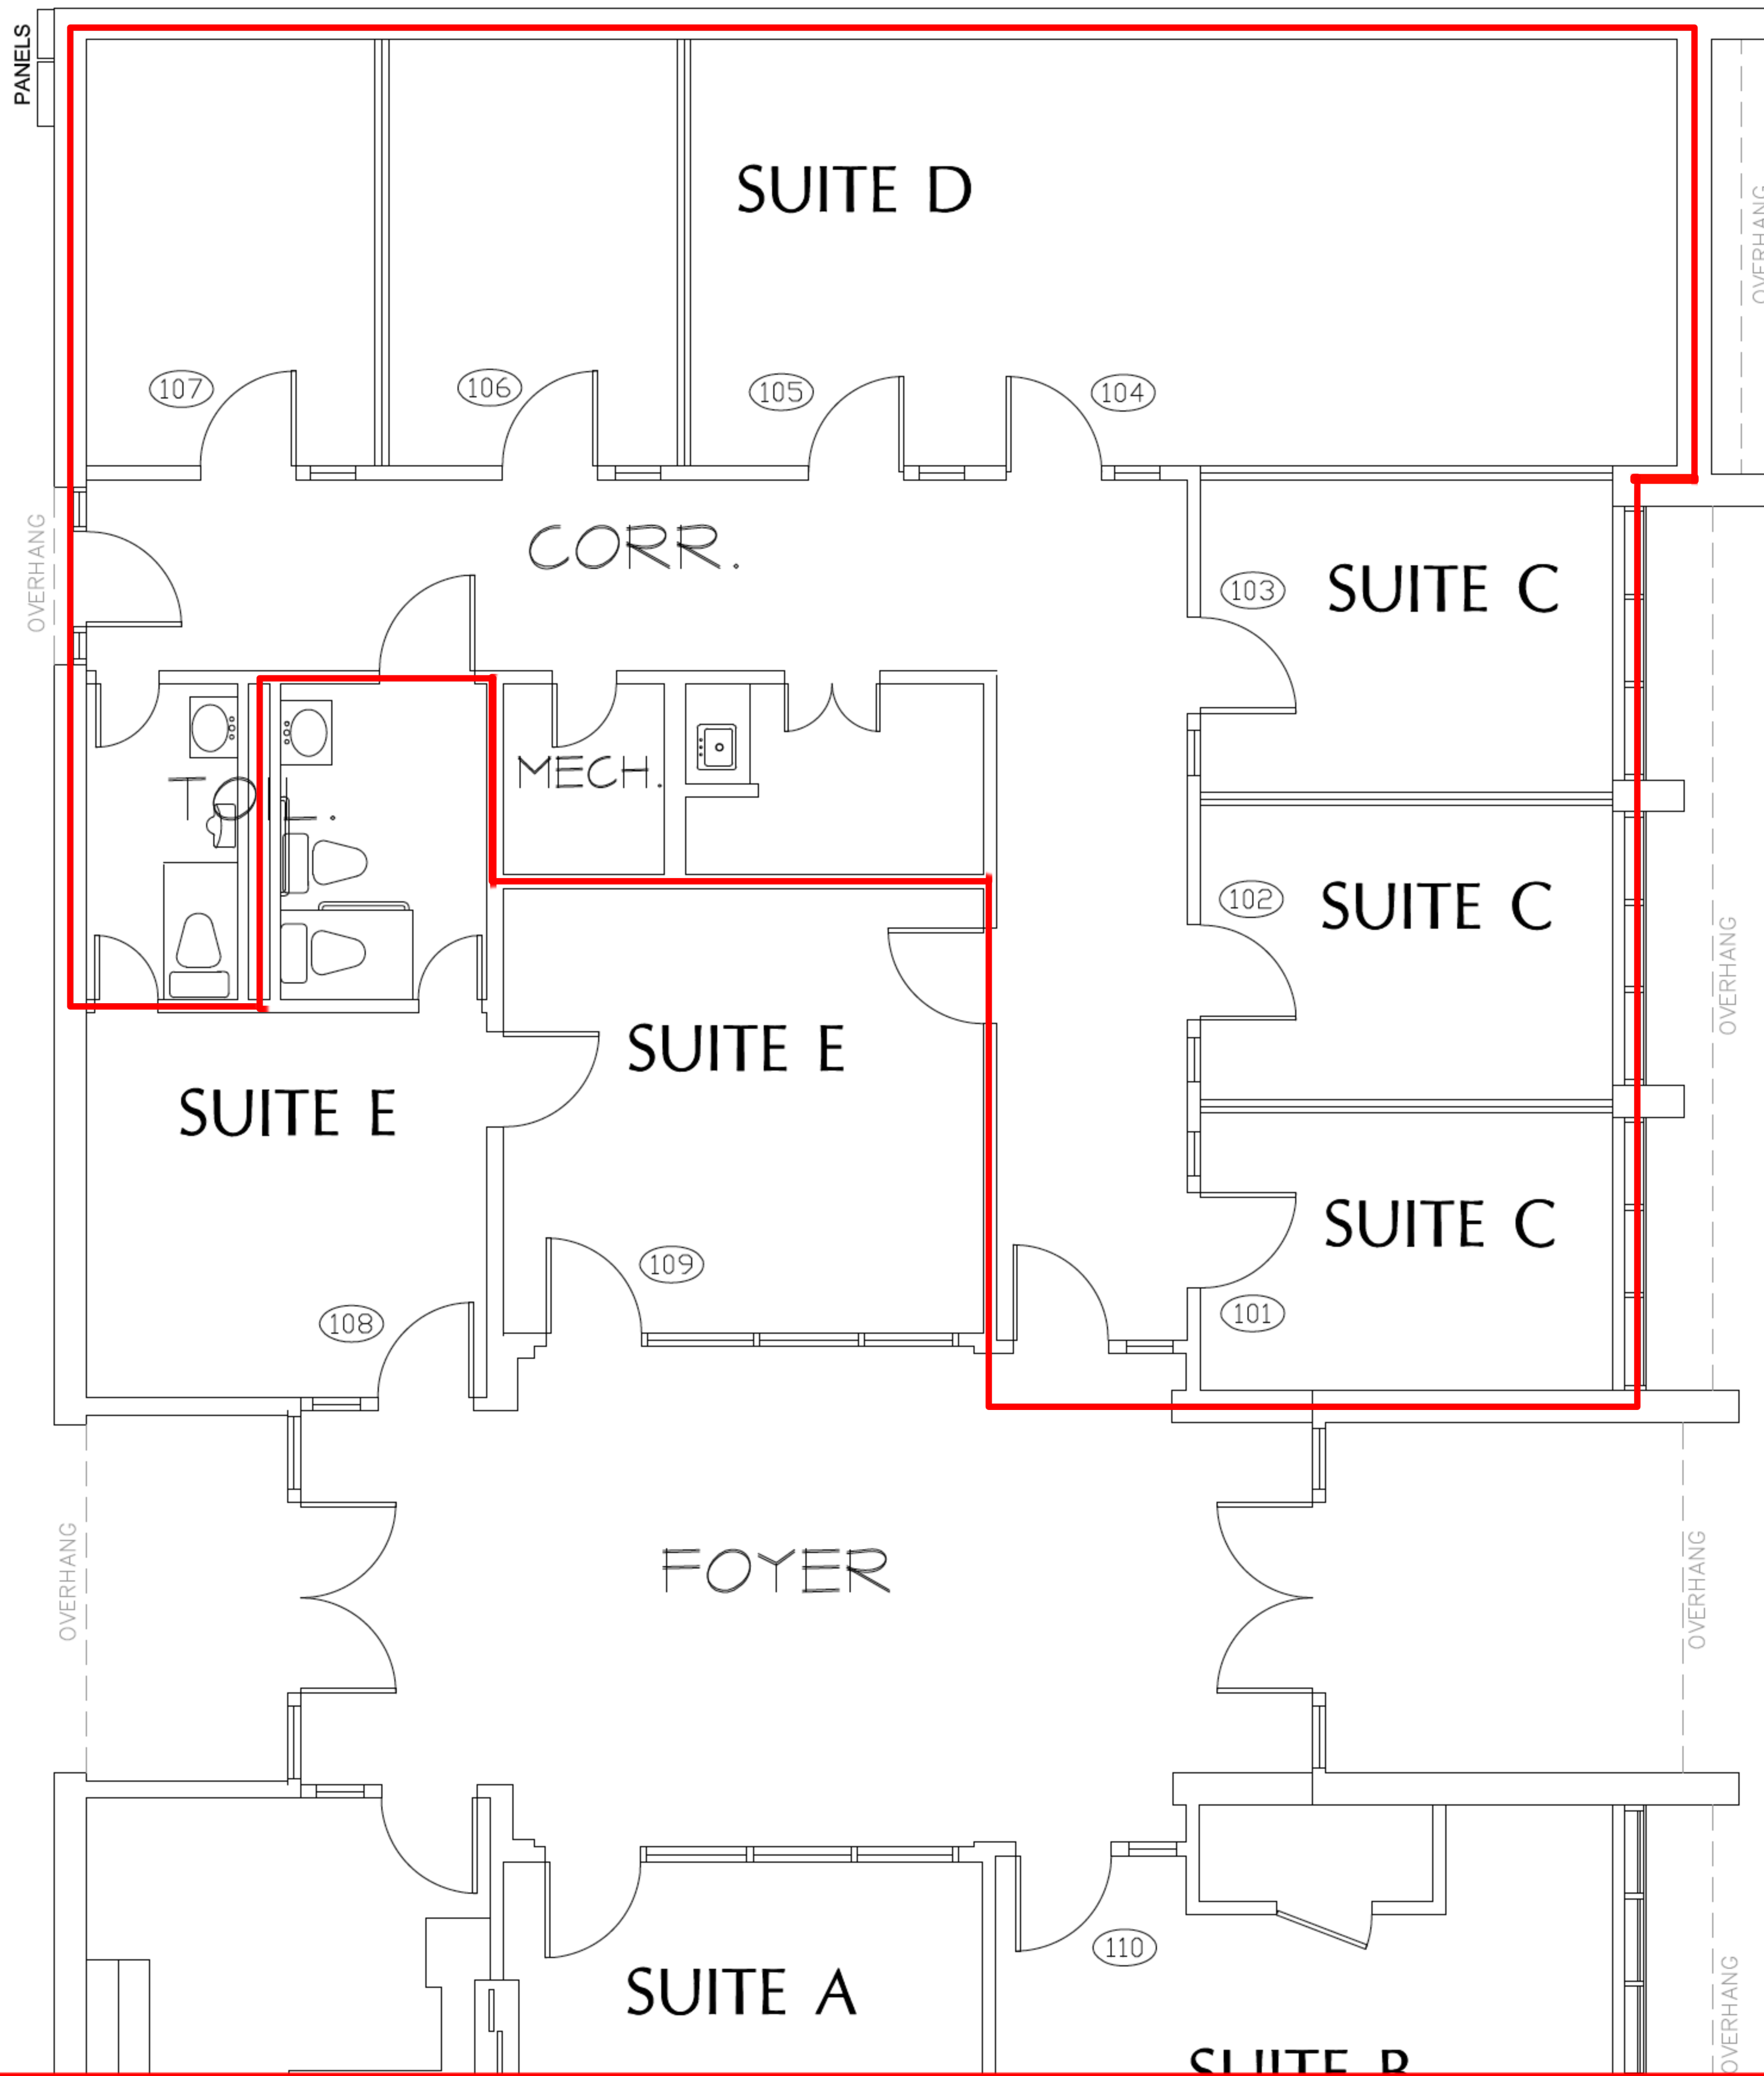 PANELS
SUITE D
OVERHANG
107
106
105
104
CORR.
OVERHANG
103
SUITE C
MECH.
TOIL.
102
SUITE C
OVERHANG
SUITE E
SUITE E
SUITE C
109
108
101
FOYER
OVERHANG
OVERHANG
110
SUITE A
OVERHANG
SUITE B